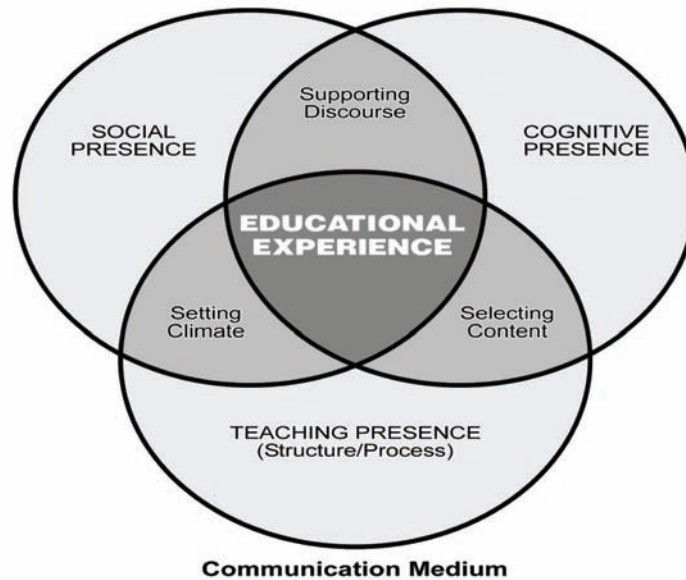 Supporting
Discourse
SOCIAL
PRESENCE
COGNITIVE
PRESENCE
EDUCATIONAL
EXPERIENCE
Setting
Climate
Selecting
Content
TEACHING PRESENCE
(Structure/Process)
Communication Medium